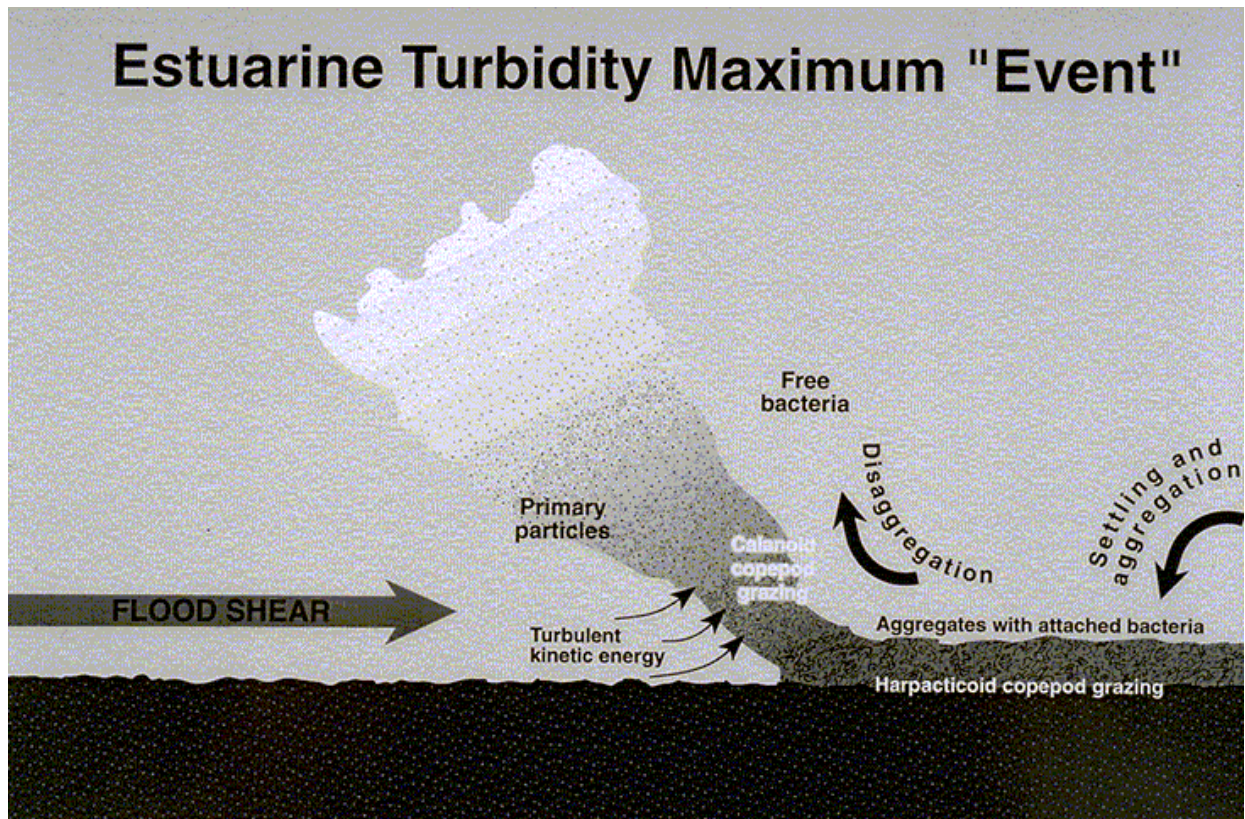 Estuarine Turbidity Maximum "Event"
Free
bacteria
Disaggregation
Settling and
aggregation
Primary
particles
Calanoid
copepod
grazing
FLOOD SHEAR
Turbulent
kinetic energy
Aggregates with attached bacteria
Harpacticoid copepod grazing